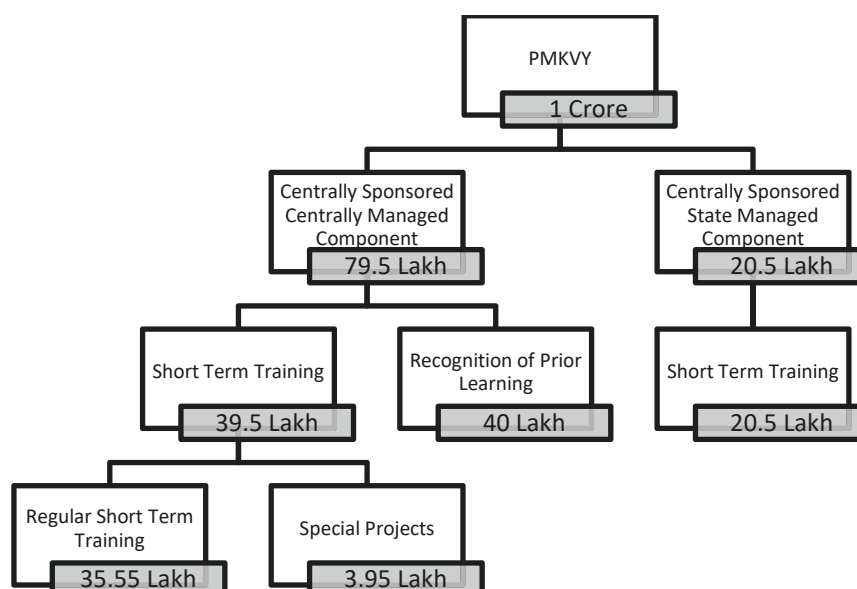 PMKVY
1 Crore
Centrally Sponsored
Centrally Managed
Component
79.5 Lakh
Centrally Sponsored
State Managed
Component
20.5 Lakh
Short Term Training
39.5 Lakh
Recognition of Prior
Learning
40 Lakh
Short Term Training
20.5 Lakh
Regular Short Term
Training
35.55 Lakh
Special Projects
3.95 Lakh